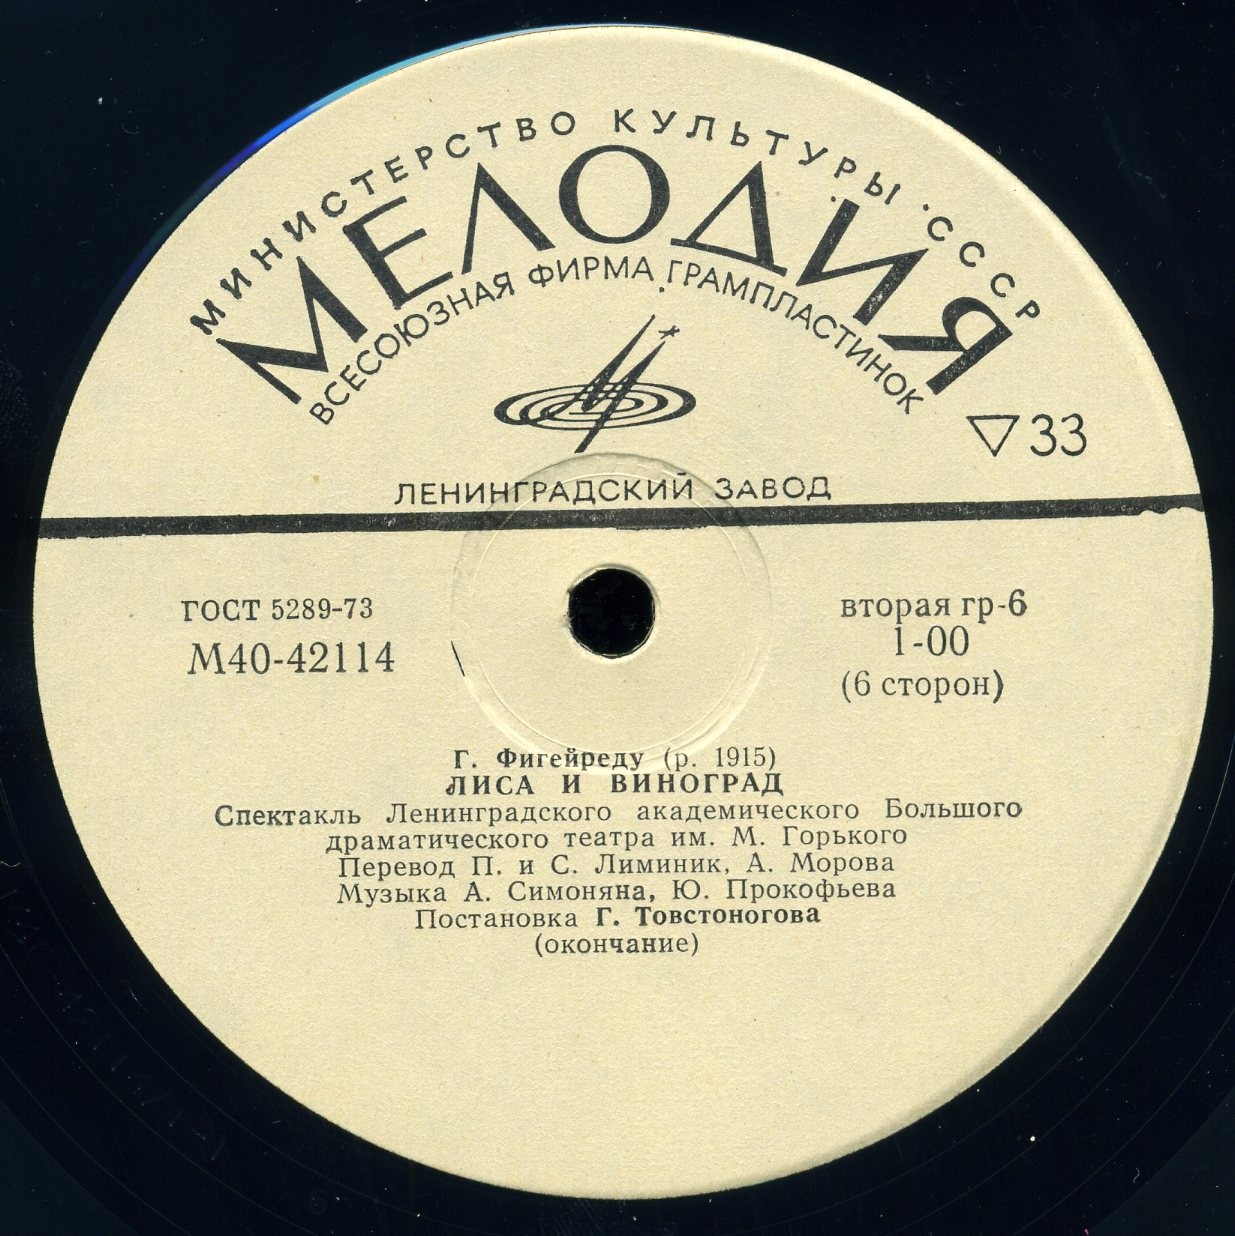 МИНИСТЕРСТВО КУЛЬТУРЫ СССР
МЕЛОДИЯ
ВСЕСОЮЗНАЯ ФИРМА ГРАМПЛАСТИНОК
33
ЛЕНИНГРАДСКИЙ ЗАВОД
ГОСТ 5289-73
М40-42114
вторая гр-6
1-00
(6 сторон)
Г. Фигейреду (р. 1915)
ЛИСА И ВИНОГРАД
Спектакль Ленинградского академического Большого
драматического театра им. М. Горького
Перевод П. и С. Лиминик, А. Морова
Музыка А. Симоняна, Ю. Прокофьева
Постановка Г. Товстоногова
(окончание)